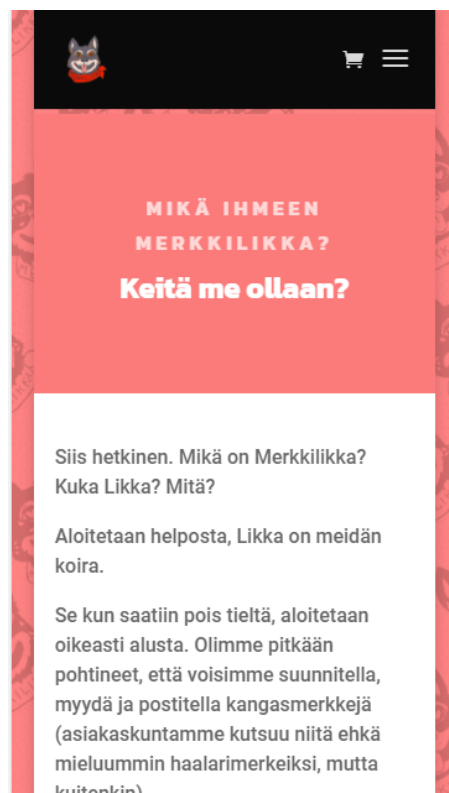 MIKÄ IHMEEN
MERKKILIKKA?
Keitä me ollaan?
Siis hetkinen. Mikä on Merkkilikka?
Kuka Likka? Mitä?
Aloitetaan helposta, Likka on meidän
koira.
Se kun saatiin pois tieltä, aloitetaan
oikeasti alusta. Olimme pitkään
pohtineet, että voisimme suunnitella,
myydä ja postitella kangasmerkkejä
(asiakaskuntamme kutsuu niitä ehkä
mieluummin haalarimerkeiksi, mutta
kuitenkin)